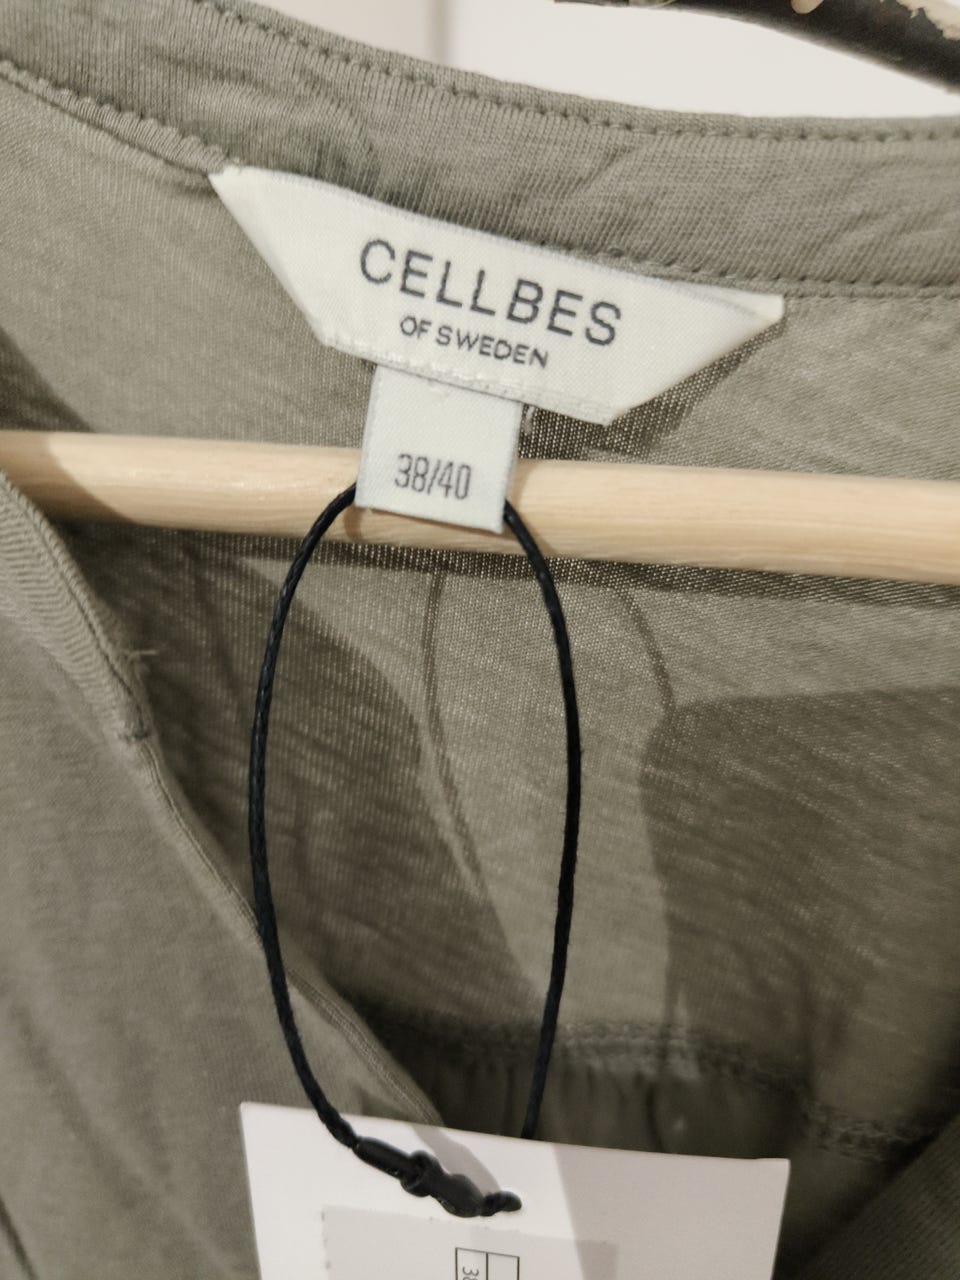 CELLBES
OF SWEDEN
38/40